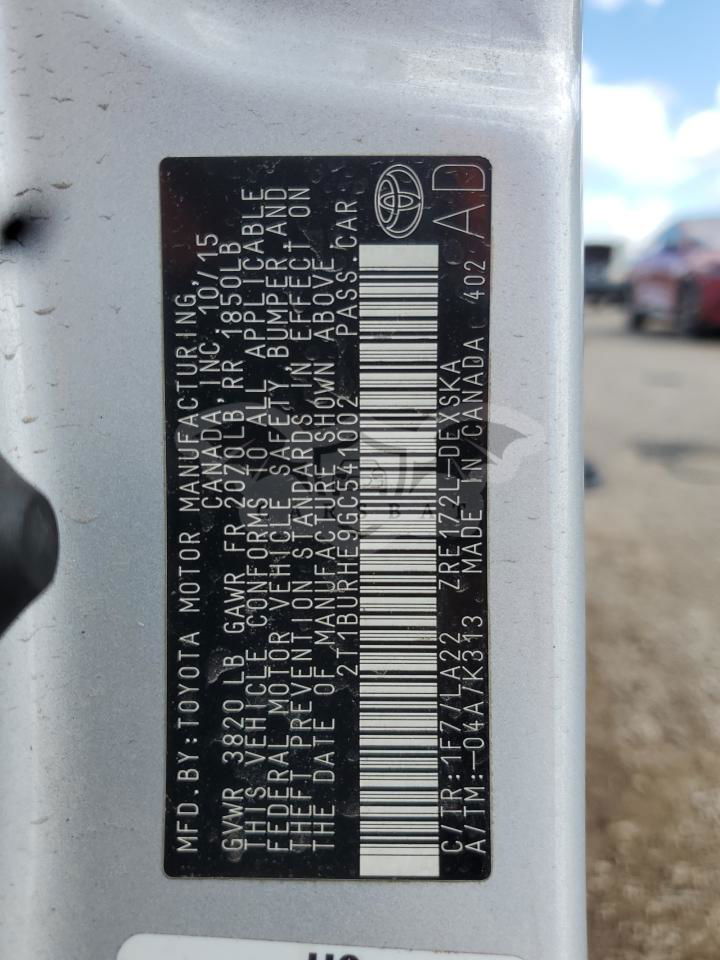 MFD.BY:TOYOTA MOTOR MANUFACTURING,
CANADA,INC. 10/15
GVWR 3820LB GAWR FR 2070LB,RR 1850LB
THIS VEHICLE CONFORMS TO ALL APPLICABLE
FEDERAL MOTOR VEHICLE SAFETY, BUMPER AND
THEFT PREVENTION STANDARDS IN EFFECT ON
THE DATE OF MANUFACTURE SHOWN ABOVE.
2T1BURHE9GC541002 PASS.CAR
C/TR:1F7/LA22 ZRE172L-DEXSKA
A/TM:-04A/K313 MADE IN CANADA 402 AD